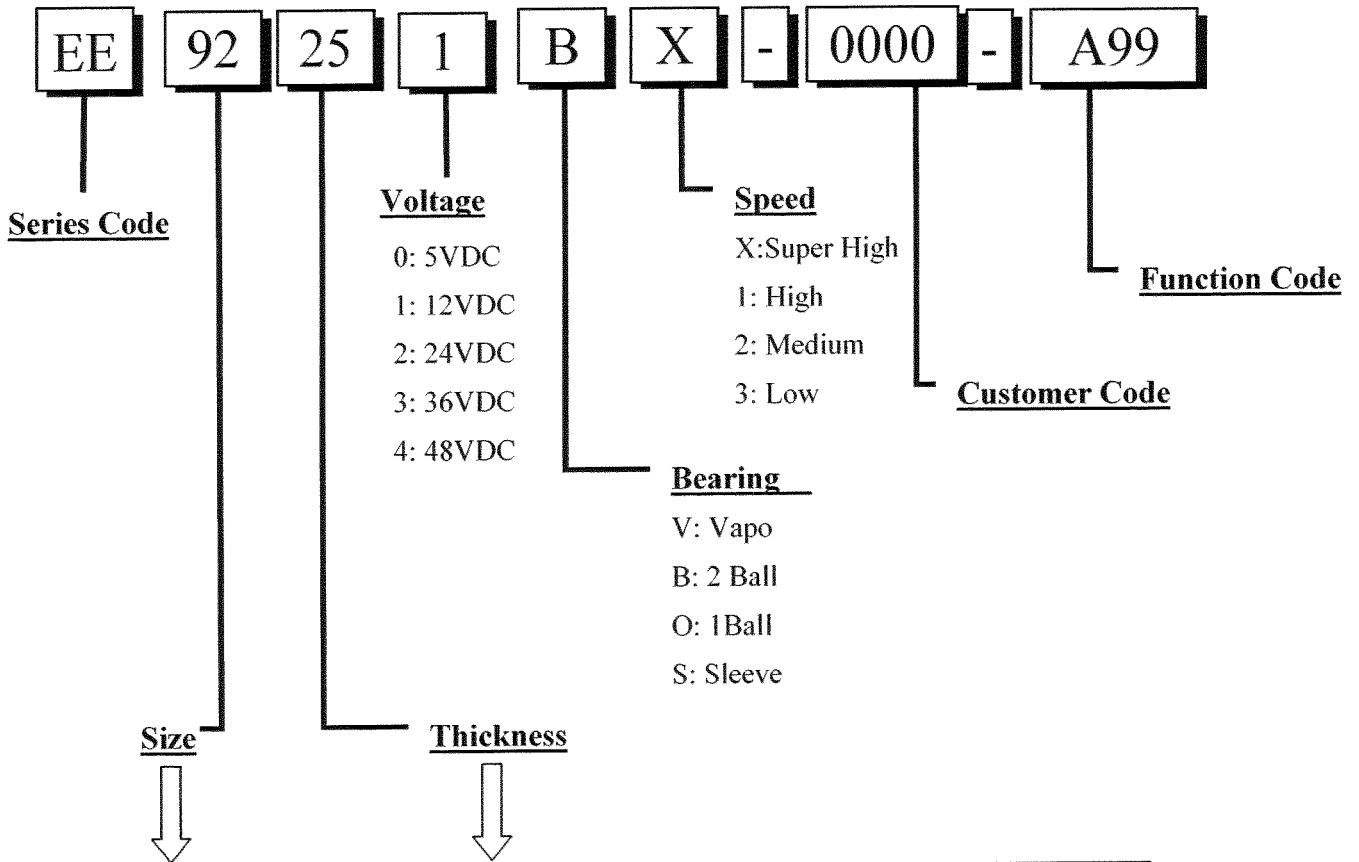 EE 92 25 1 B X - 0000 - A99
Series Code
Voltage
0: 5VDC
1: 12VDC
2: 24VDC
3: 36VDC
4: 48VDC
Speed
X:Super High
1: High
2: Medium
3: Low
Function Code
Customer Code
Bearing
V: Vapo
B: 2 Ball
O: 1Ball
S: Sleeve
Size
Thickness